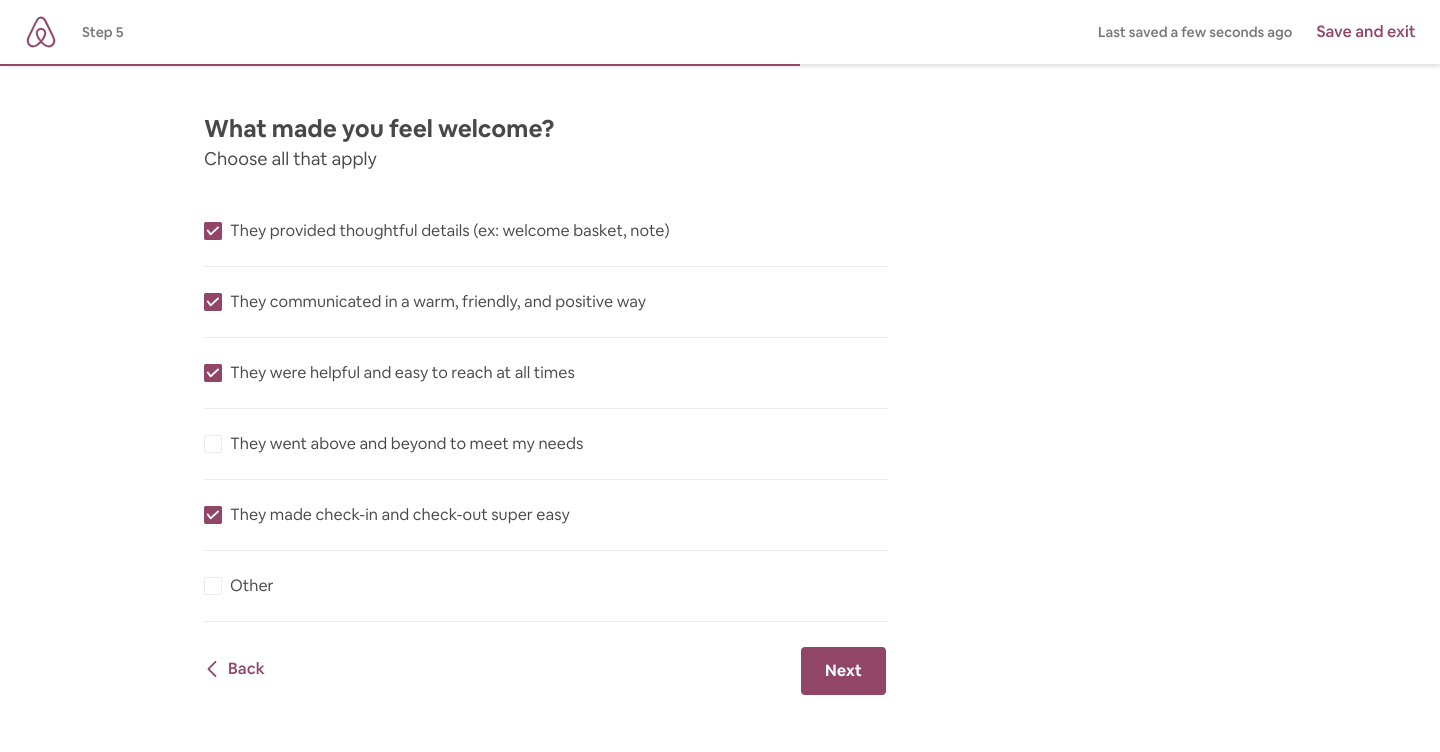 Step 5
Last saved a few seconds ago
Save and exit
What made you feel welcome?
Choose all that apply
They provided thoughtful details (ex: welcome basket, note)
They communicated in a warm, friendly, and positive way
They were helpful and easy to reach at all times
They went above and beyond to meet my needs
They made check-in and check-out super easy
Other
Back
Next